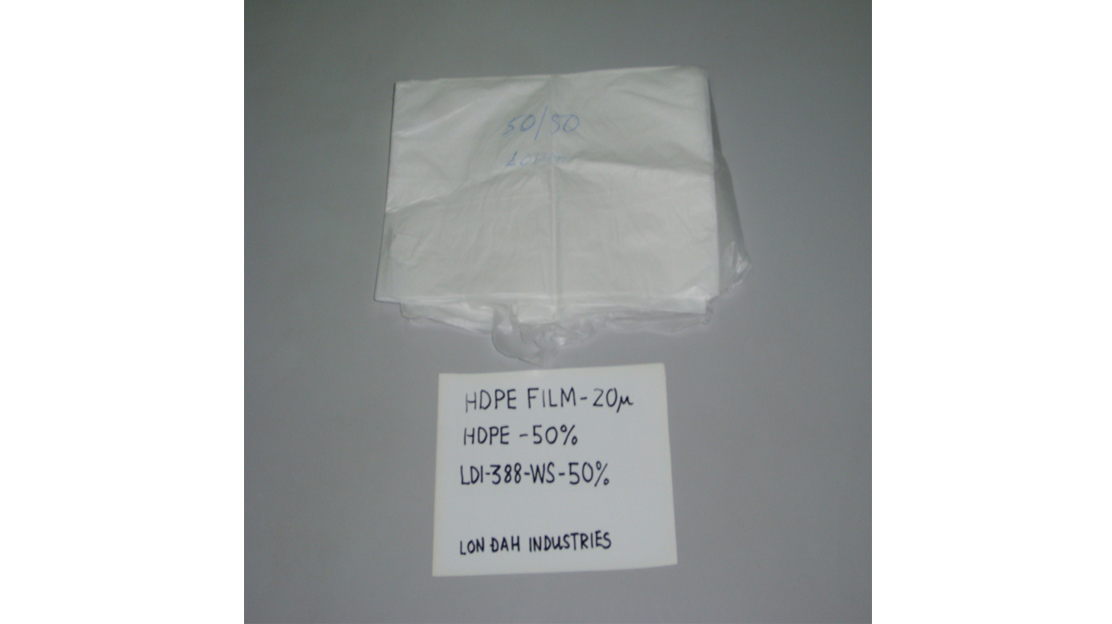 50/50
HDPE FILM-20μ
HDPE -50%
LDI-388-WS-50%
LON DAH INDUSTRIES